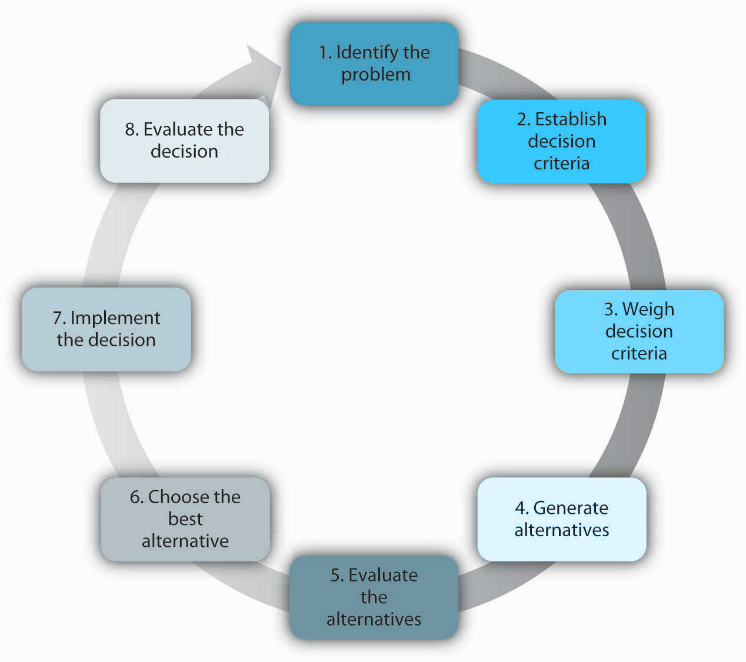 1. Identify the
problem
2. Establish
decision
criteria
3. Weigh
decision
criteria
4. Generate
alternatives
5. Evaluate
the
alternatives
6. Choose the
best
alternative
7. Implement
the decision
8. Evaluate the
decision